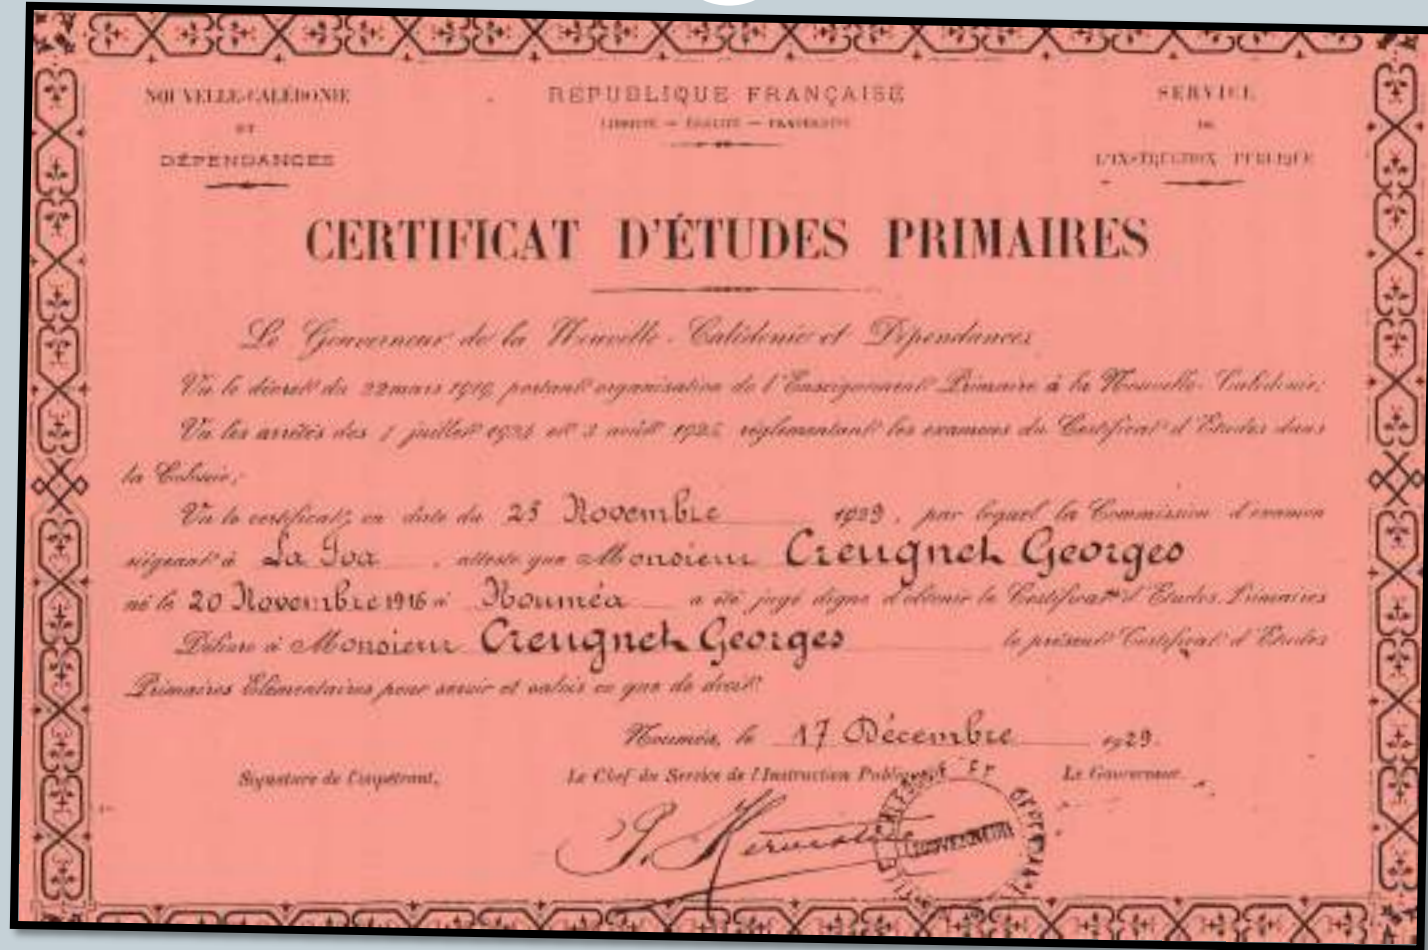 NOUVELLE-CALÉDONIE
ET
DÉPENDANCES
RÉPUBLIQUE FRANÇAISE
LIBERTÉ — ÉGALITÉ — FRATERNITÉ
SERVICE
DE
L'INSTRUCTION PUBLIQUE
CERTIFICAT D'ÉTUDES PRIMAIRES
Le Gouverneur de la Nouvelle-Calédonie et Dépendances
Vu le décret du 22 mars 1919, portant organisation de l'Enseignement Primaire à la Nouvelle-Calédonie;
Vu les arrêtés des 1 juillet et 3 août réglementant les examens du Certificat d'Etudes dans
la Colonie;
Vu le certificat, en date du 25 Novembre 1929, par lequel la Commission d'examen
siégeant à La Foa, atteste que Monsieur Creugnet Georges
né le 20 Novembre 1916 à Nouméa a été jugé digne d'obtenir le Certificat d'Etudes Primaires
Délivre à Monsieur Creugnet Georges le présent Certificat d'Etudes
Primaires Elémentaires pour servir et valoir ce que de droit
Nouméa, le 17 Décembre 1929.
Signature de l'impétrant,
Le Chef du Service de l'Instruction Publique,
Le Gouverneur
GOUVERNEUR